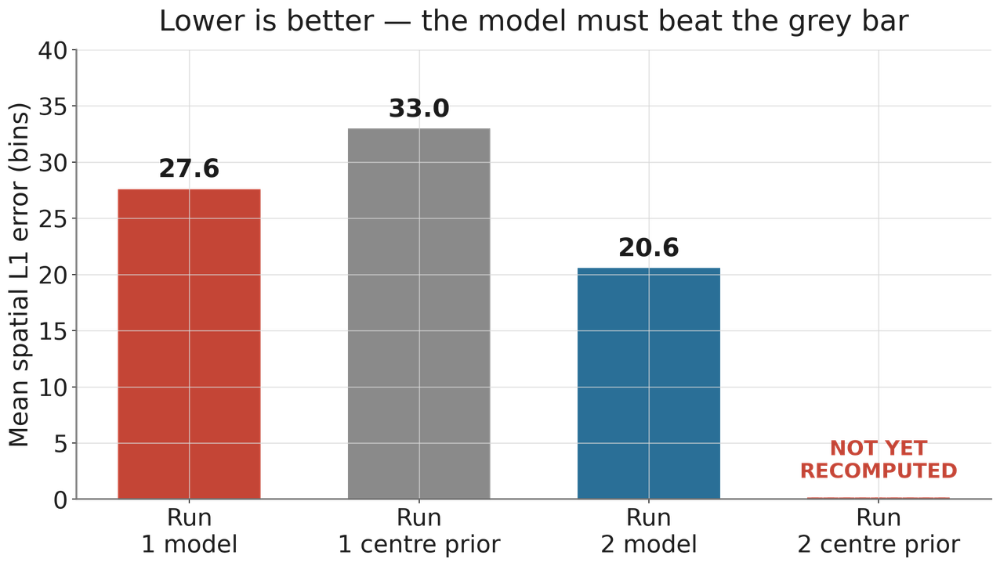 Lower is better — the model must beat the grey bar
Mean spatial L1 error (bins)
40
35
30
25
20
15
10
5
0
27.6
33.0
20.6
NOT YET
RECOMPUTED
Run
1 model
Run
1 centre prior
Run
2 model
Run
2 centre prior